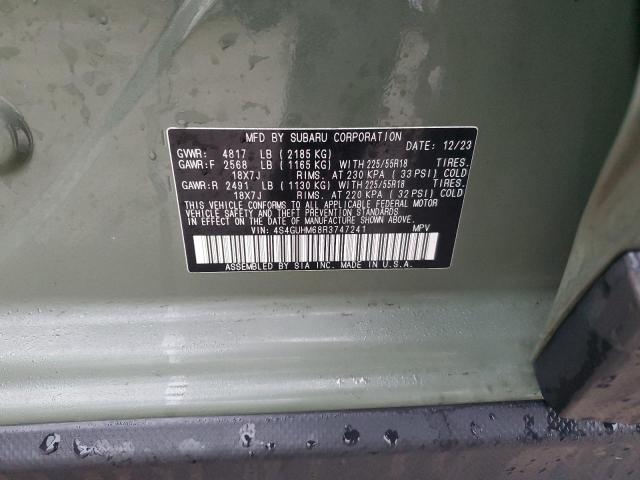 MFD BY SUBARU CORPORATION DATE: 12/23
GVWR: 4817 LB ( 2185 KG)
GAWR:F 2568 LB ( 1165 KG) WITH 225/55R18 TIRES.
18X7J RIMS. AT 230 KPA ( 33 PSI) COLD
GAWR:R 2491 LB ( 1130 KG) WITH 225/55R18 TIRES.
18X7J RIMS. AT 220 KPA ( 32 PSI) COLD
THIS VEHICLE CONFORMS TO ALL APPLICABLE FEDERAL MOTOR
VEHICLE SAFETY AND THEFT PREVENTION STANDARDS
IN EFFECT ON THE DATE OF MANUFACTURE SHOWN ABOVE.
VIN: 4S4GUHM68R3747241 MPV
ASSEMBLED BY SIA INC. MADE IN U.S.A.